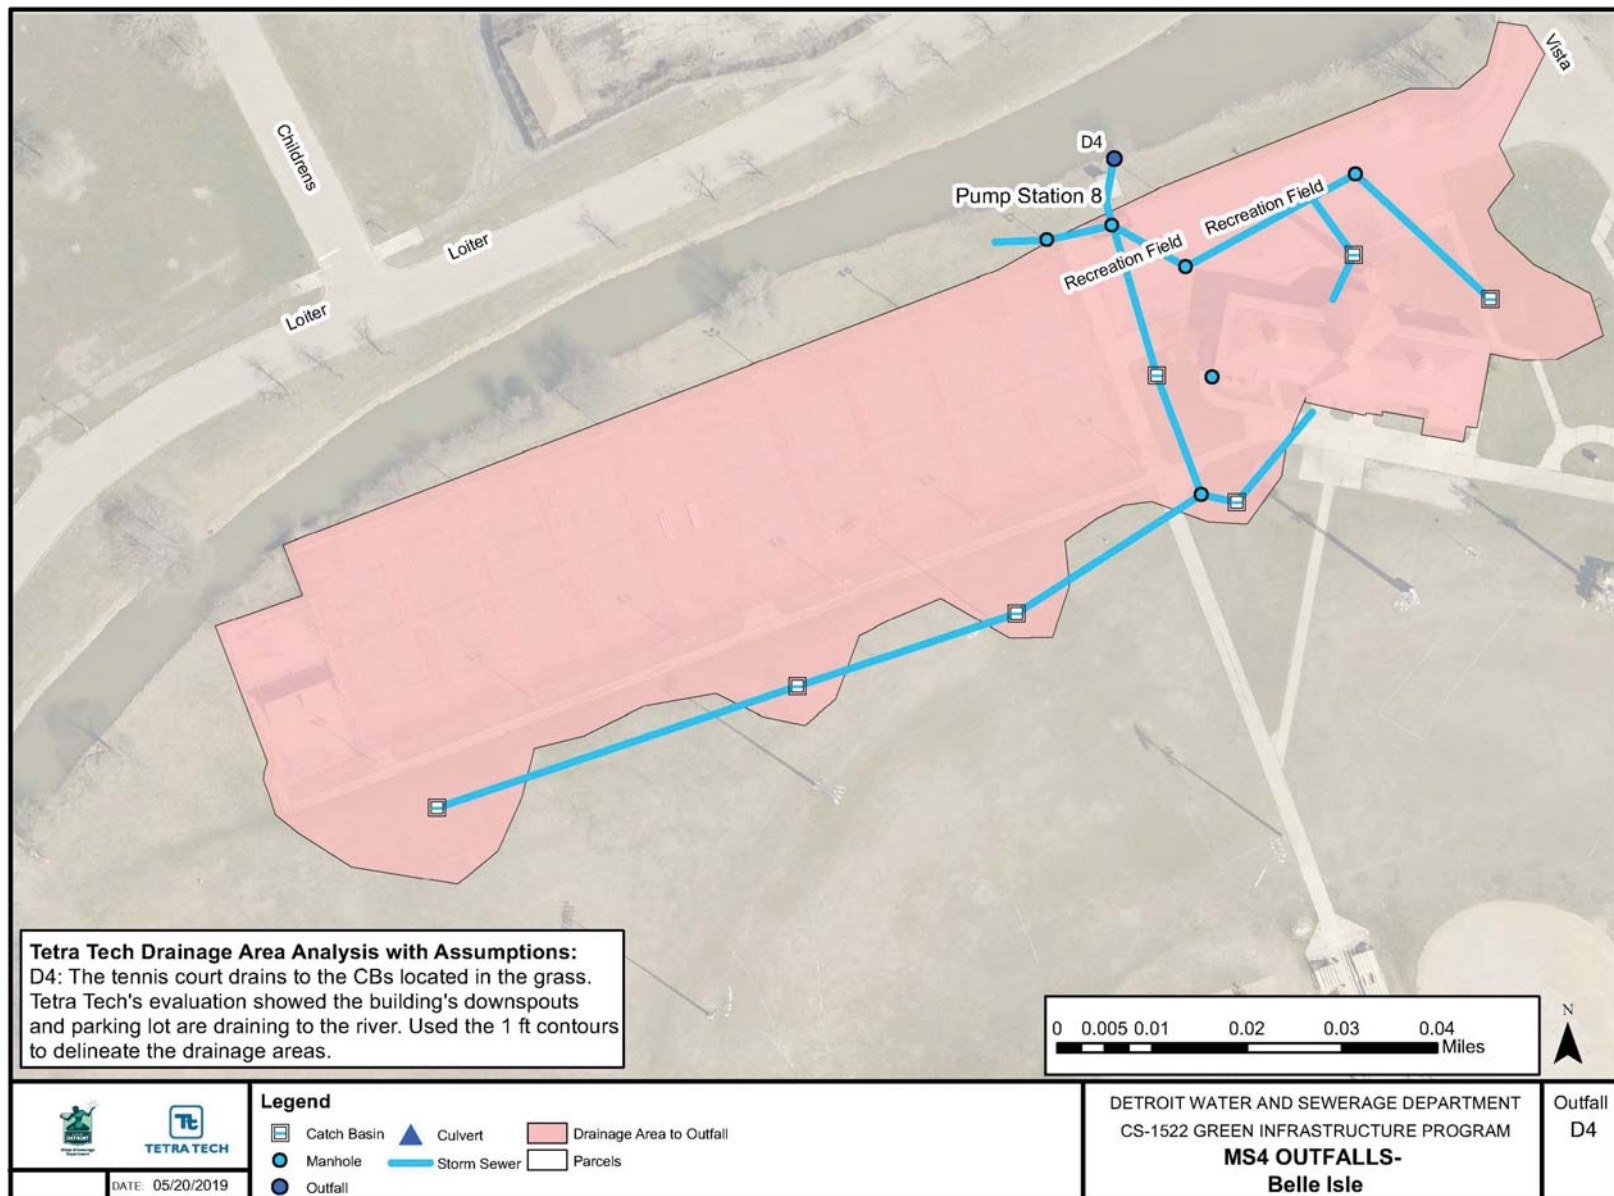 Vista
Childrens
D4
Pump Station 8
Recreation Field
Loiter
Recreation Field
Loiter
Tetra Tech Drainage Area Analysis with Assumptions:
D4: The tennis court drains to the CBs located in the grass.
Tetra Tech's evaluation showed the building's downspouts
and parking lot are draining to the river. Used the 1 ft contours
to delineate the drainage areas.
0 0.005 0.01 0.02 0.03 0.04
Miles
N
TETRA TECH
DATE: 05/20/2019
Legend
Catch Basin
Culvert
Drainage Area to Outfall
Manhole
Storm Sewer
Parcels
Outfall
DETROIT WATER AND SEWERAGE DEPARTMENT
CS-1522 GREEN INFRASTRUCTURE PROGRAM
MS4 OUTFALLS-
Belle Isle
Outfall
D4